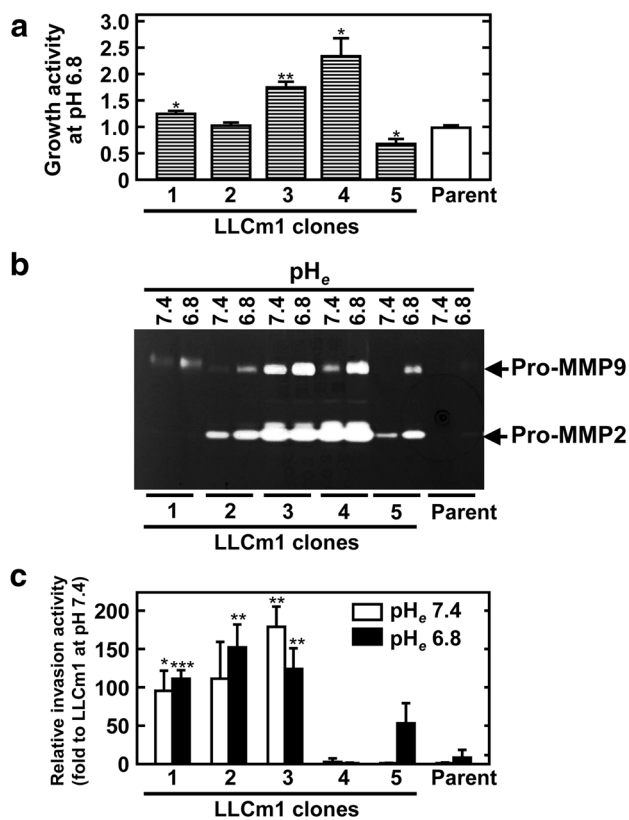 a
Growth activity
at pH 6.8
3.0
2.5
2.0
1.5
1.0
0.5
0
*
**
*
*
1 2 3 4 5 Parent
LLCm1 clones
b
pHe
7.4 6.8 7.4 6.8 7.4 6.8 7.4 6.8 7.4 6.8 7.4 6.8
Pro-MMP9
Pro-MMP2
1 2 3 4 5 Parent
LLCm1 clones
c
Relative invasion activity
(fold to LLCm1 at pH 7.4)
200
150
100
50
0
* *** ** ** **
pHe 7.4
pHe 6.8
1 2 3 4 5 Parent
LLCm1 clones